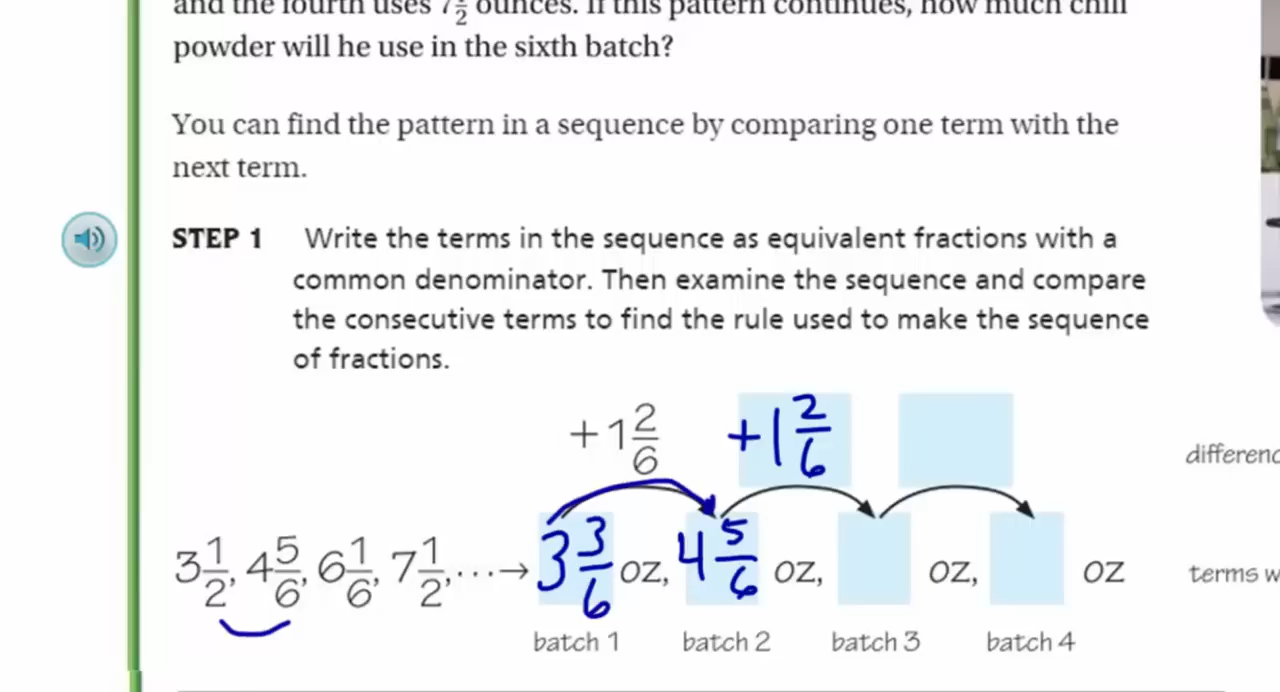 and the fourth uses 7 1/2 ounces. If this pattern continues, how much chili
powder will he use in the sixth batch?
You can find the pattern in a sequence by comparing one term with the
next term.
STEP 1 Write the terms in the sequence as equivalent fractions with a
common denominator. Then examine the sequence and compare
the consecutive terms to find the rule used to make the sequence
of fractions.
+1 2/6 +1 2/6
differenc
3 1/2, 4 5/6, 6 1/6, 7 1/2, ...→ 3 3/6 oz, 4 5/6 oz, oz, oz
terms w
batch 1 batch 2 batch 3 batch 4